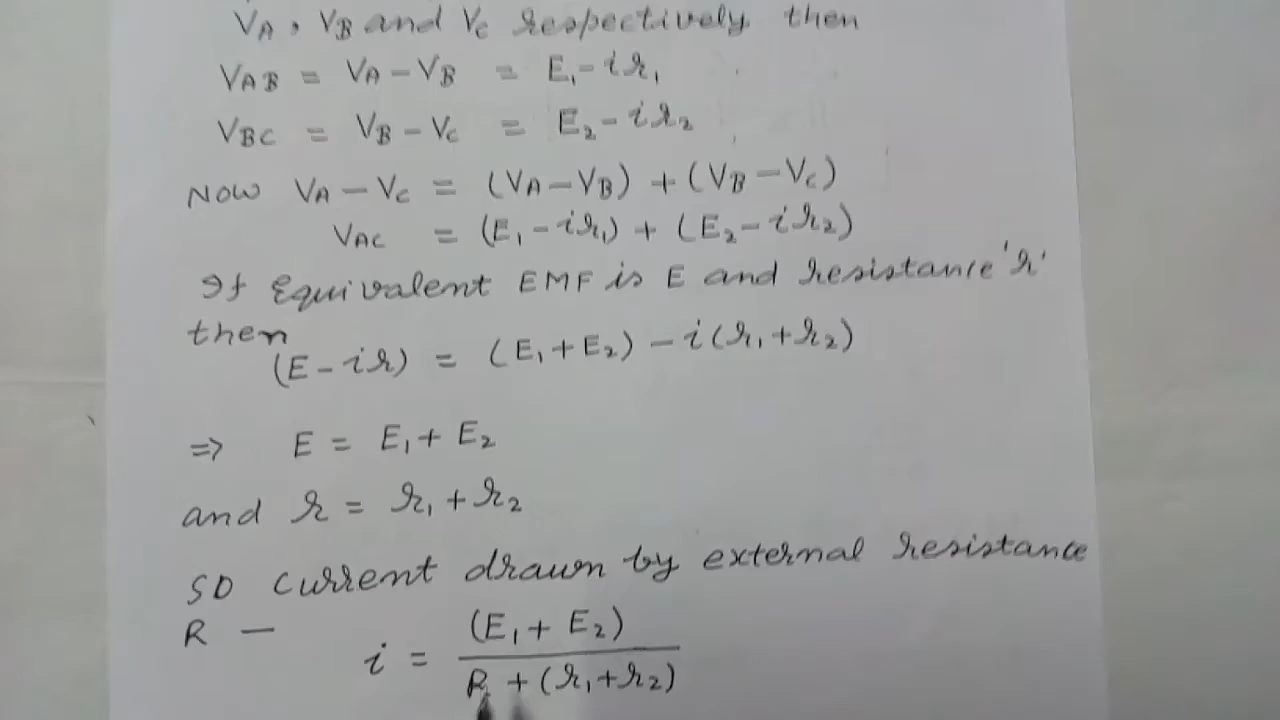 VA, VB and Vc respectively then
VAB = VA - VB = E₁ - ir₁
VBC = VB - Vc = E₂ - ir₂
Now VA - Vc = (VA - VB) + (VB - Vc)
VAC = (E₁ - ir₁) + (E₂ - ir₂)
If Equivalent EMF is E and resistance 'r'
then
(E - ir) = (E₁ + E₂) - i(r₁ + r₂)
⇒ E = E₁ + E₂
and r = r₁ + r₂
SO current drawn by external resistance
R —
i = (E₁ + E₂)
R + (r₁ + r₂)